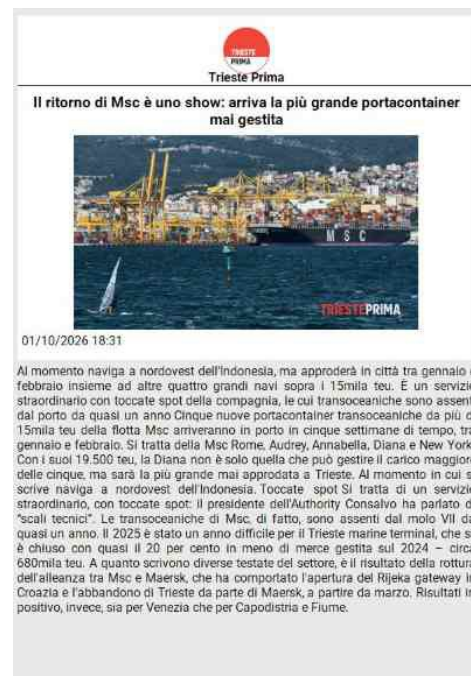 TRIESTE
PRIMA
Trieste Prima
Il ritorno di Msc è uno show: arriva la più grande portacontainer
mai gestita
M S C
TRIESTEPRIMA
01/10/2026 18:31
Al momento naviga a nordovest dell'Indonesia, ma approderà in città tra gennaio
febbraio insieme ad altre quattro grandi navi sopra i 15mila teu. È un servizio
straordinario con toccate spot della compagnia, le cui transoceaniche sono assenti
dal porto da quasi un anno Cinque nuove portacontainer transoceaniche da più
15mila teu della flotta Msc arriveranno in porto in cinque settimane di tempo, tra
gennaio e febbraio. Si tratta della Msc Rome, Audrey, Annabella, Diana e New York.
Con i suoi 19.500 teu, la Diana non è solo quella che può gestire il carico maggiore
delle cinque, ma sarà la più grande mai approdata a Trieste. Al momento in cui si
scrive naviga a nordovest dell'Indonesia. Toccate spot Si tratta di un servizio
straordinario, con toccate spot: il presidente dell'Authority Consalvo ha parlato di
"scali tecnici". Le transoceaniche di Msc, di fatto, sono assenti dal molo VII da
quasi un anno. Il 2025 è stato un anno difficile per il Trieste marine terminal, che si
è chiuso con quasi il 20 per cento in meno di merce gestita sul 2024 – circa
680mila teu. A quanto scrivono diverse testate del settore, è il risultato della rottura
dell'alleanza tra Msc e Maersk, che ha comportato l'apertura del Rijeka gateway in
Croazia e l'abbandono di Trieste da parte di Maersk, a partire da marzo. Risultati in
positivo, invece, sia per Venezia che per Capodistria e Fiume.